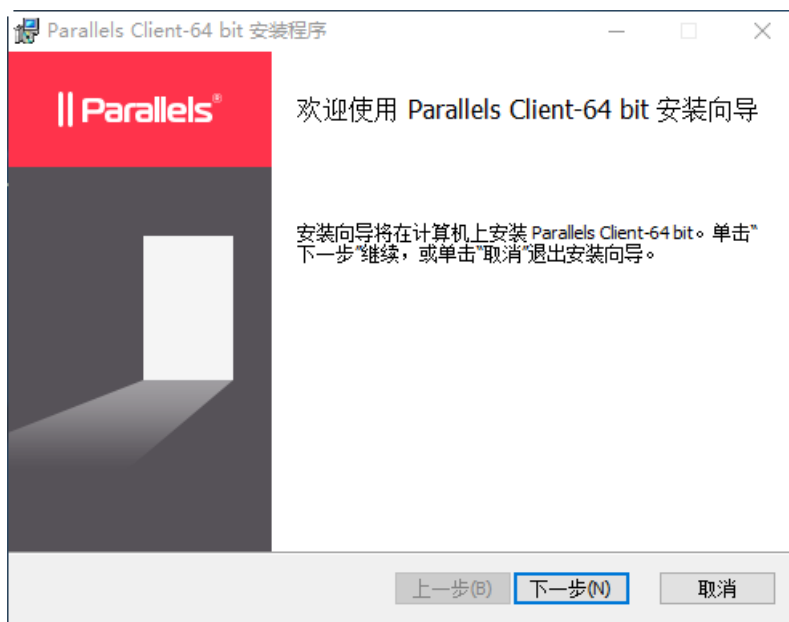 Parallels Client-64 bit 安装程序
|| Parallels®
欢迎使用 Parallels Client-64 bit 安装向导
安装向导将在计算机上安装 Parallels Client-64 bit。单击“
下一步”继续，或单击“取消”退出安装向导。
上一步(B) 下一步(N) 取消